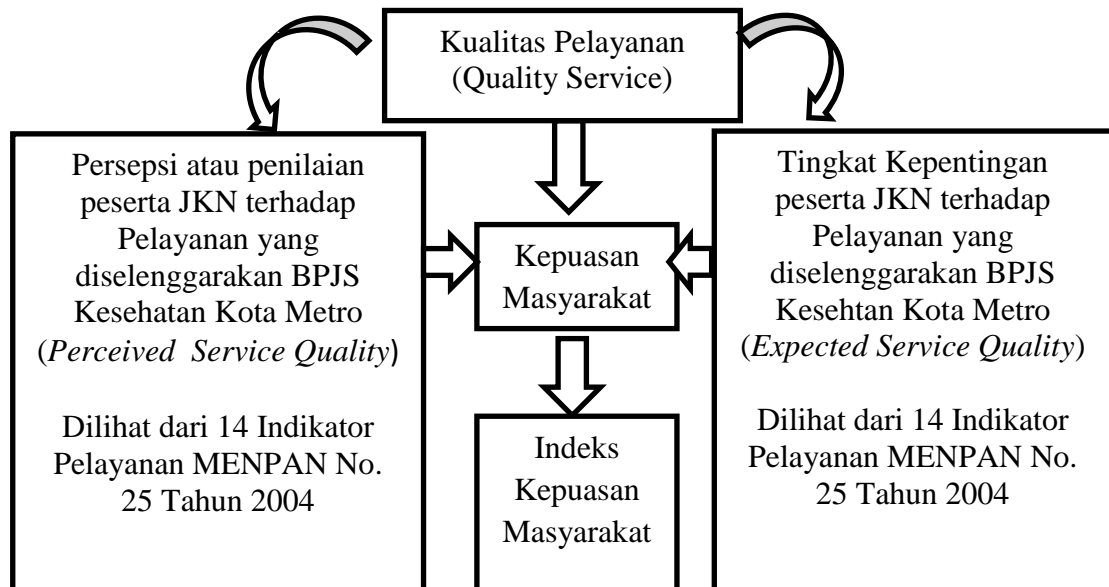 Kualitas Pelayanan
(Quality Service)
Persepsi atau penilaian
peserta JKN terhadap
Pelayanan yang
diselenggarakan BPJS
Kesehatan Kota Metro
(Perceived Service Quality)
Dilihat dari 14 Indikator
Pelayanan MENPAN No.
25 Tahun 2004
Kepuasan
Masyarakat
Indeks
Kepuasan
Masyarakat
Tingkat Kepentingan
peserta JKN terhadap
Pelayanan yang
diselenggarakan BPJS
Kesehtan Kota Metro
(Expected Service Quality)
Dilihat dari 14 Indikator
Pelayanan MENPAN No.
25 Tahun 2004